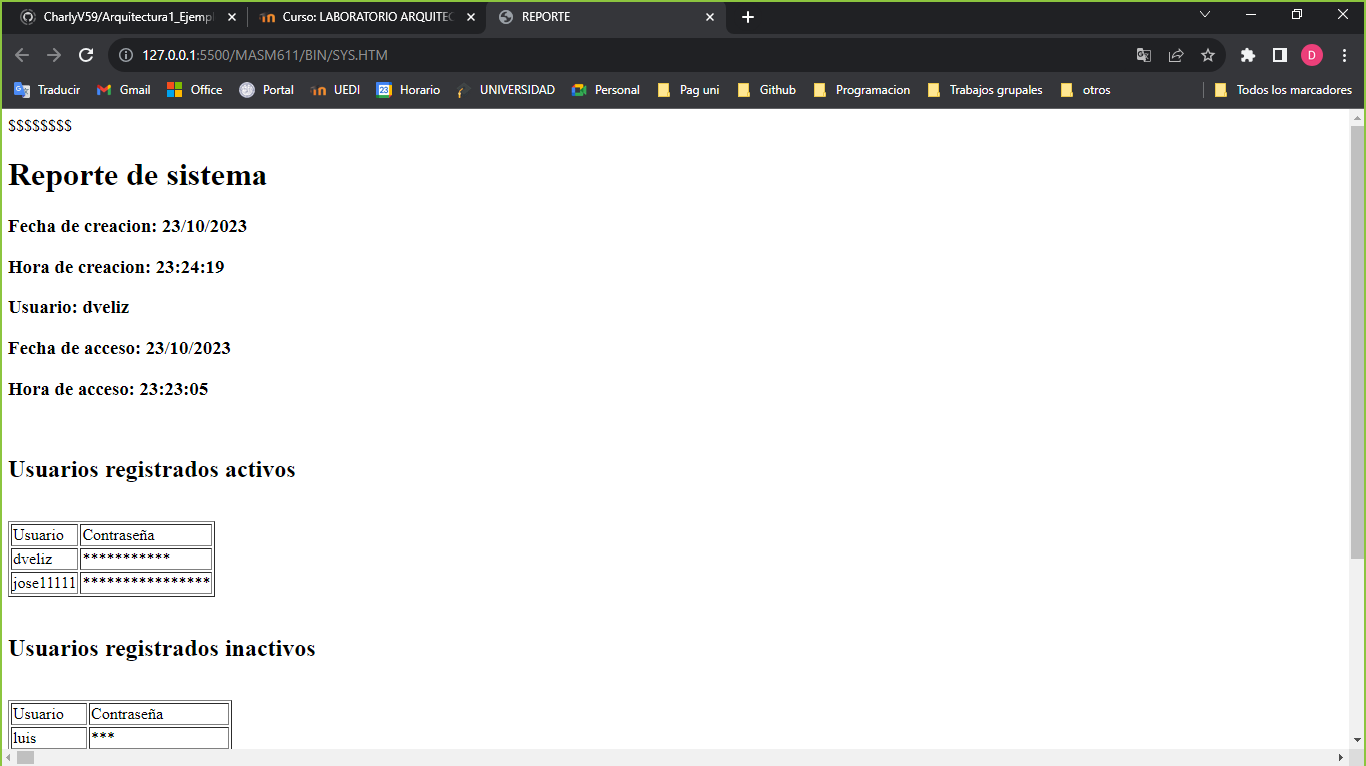 CharlyV59/Arquitectura1_Ejempl
Curso: LABORATORIO ARQUITEC
REPORTE
127.0.0.1:5500/MASM611/BIN/SYS.HTM
D
Traducir
Gmail
Office
Portal
UEDI
23
Horario
UNIVERSIDAD
Personal
Pag uni
Github
Programacion
Trabajos grupales
otros
Todos los marcadores
$$$$$$$$
Reporte de sistema
Fecha de creacion: 23/10/2023
Hora de creacion: 23:24:19
Usuario: dveliz
Fecha de acceso: 23/10/2023
Hora de acceso: 23:23:05
Usuarios registrados activos
Usuario Contraseña
dveliz ***********
jose11111 ****************
Usuarios registrados inactivos
Usuario Contraseña
luis ***